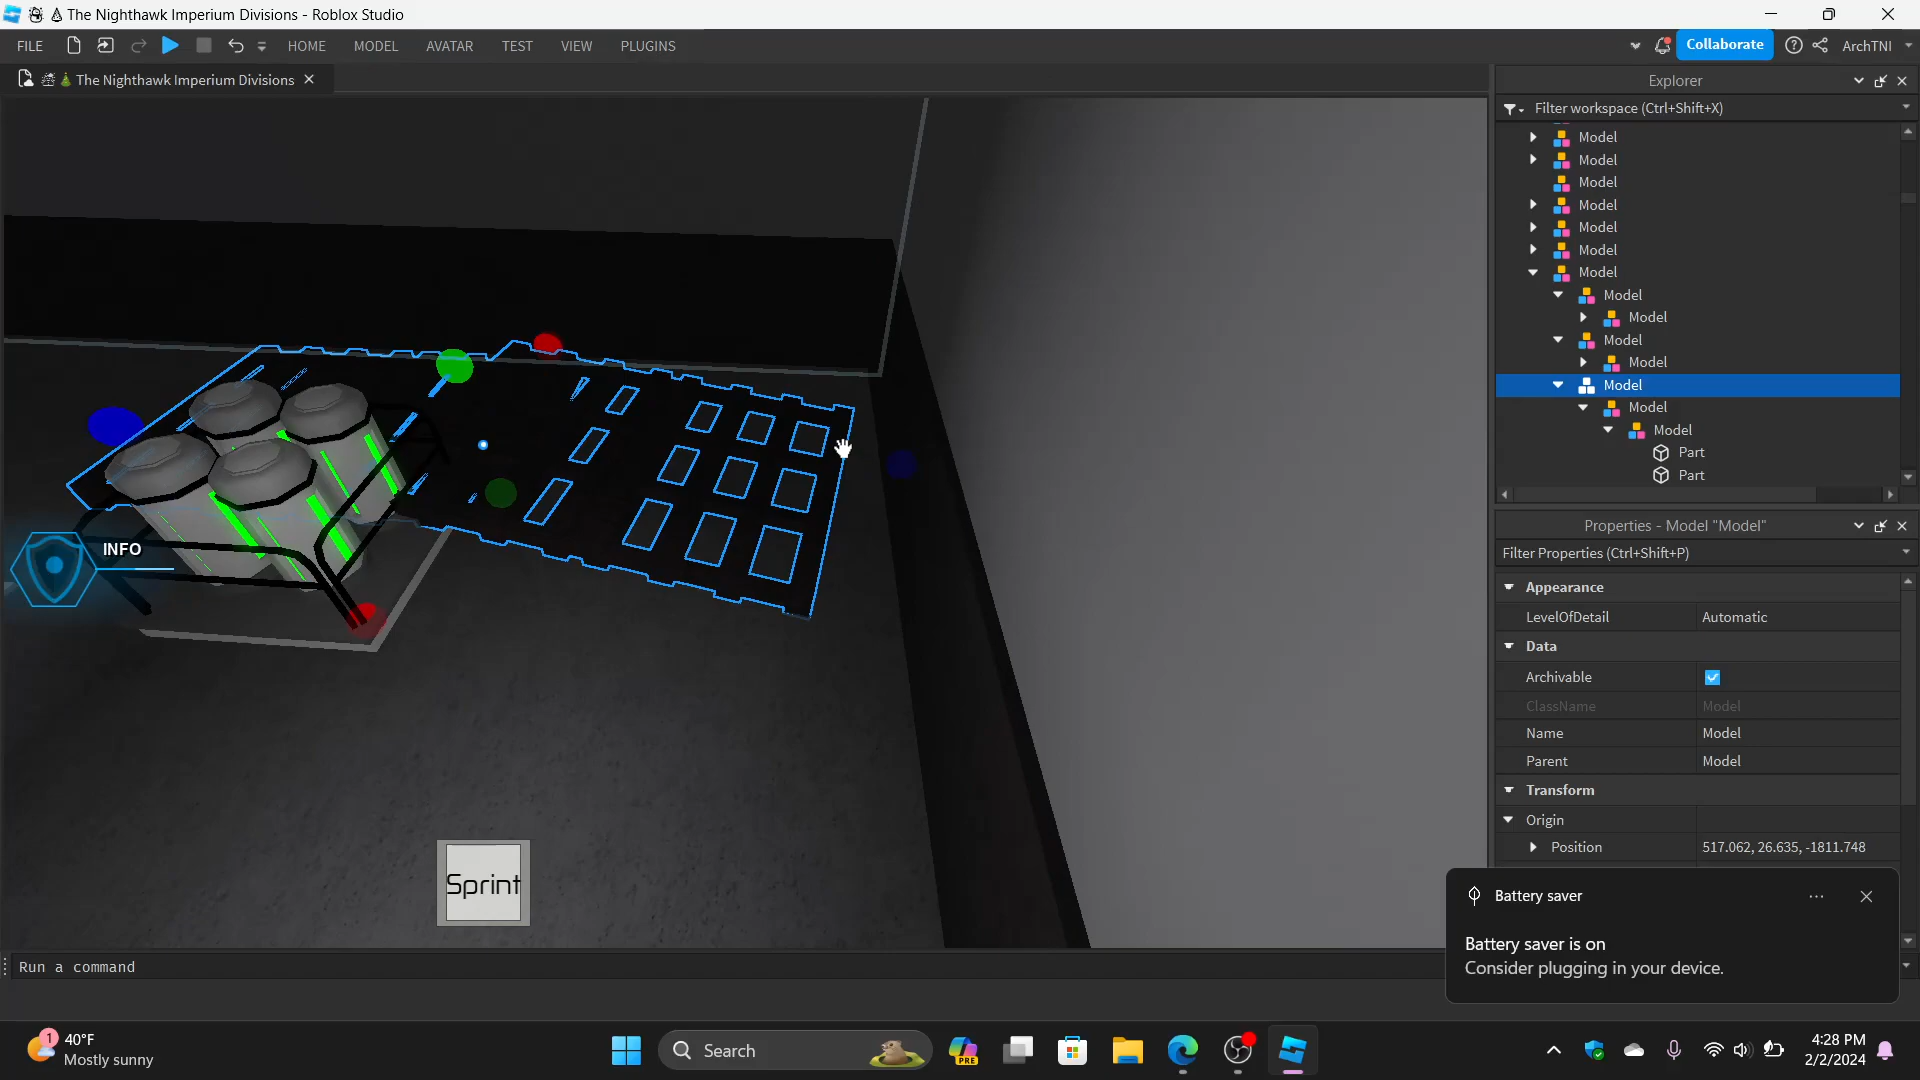 The Nighthawk Imperium Divisions - Roblox Studio
FILE
HOME
MODEL
AVATAR
TEST
VIEW
PLUGINS
Collaborate
ArchTNI
The Nighthawk Imperium Divisions
Explorer
Filter workspace (Ctrl+Shift+X)
Model
Model
Model
Model
Model
Model
Model
Model
Model
Model
Model
Model
Model
Model
Part
Part
Properties - Model "Model"
Filter Properties (Ctrl+Shift+P)
Appearance
LevelOfDetail Automatic
Data
Archivable
ClassName Model
Name Model
Parent Model
Transform
Origin
Position 517.062, 26.635, -1811.748
INFO
Sprint
Battery saver
Battery saver is on
Consider plugging in your device.
Run a command
1
40°F
Mostly sunny
Search
PRE
4:28 PM
2/2/2024